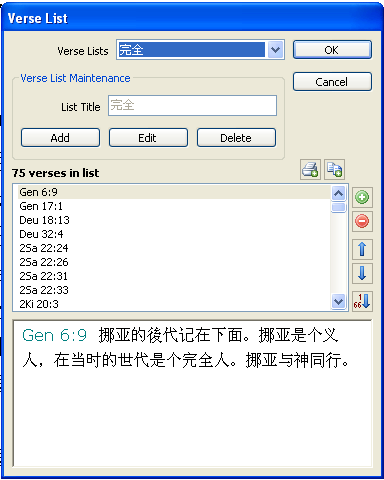 Verse List
Verse Lists 完全 OK
Verse List Maintenance Cancel
List Title 完全
Add Edit Delete
75 verses in list
Gen 6:9
Gen 17:1
Deu 18:13
Deu 32:4
2Sa 22:24
2Sa 22:26
2Sa 22:31
2Sa 22:33
2Ki 20:3
1
66
Gen 6:9 挪亚的後代记在下面。挪亚是个义
人，在当时的世代是个完全人。挪亚与神同行。